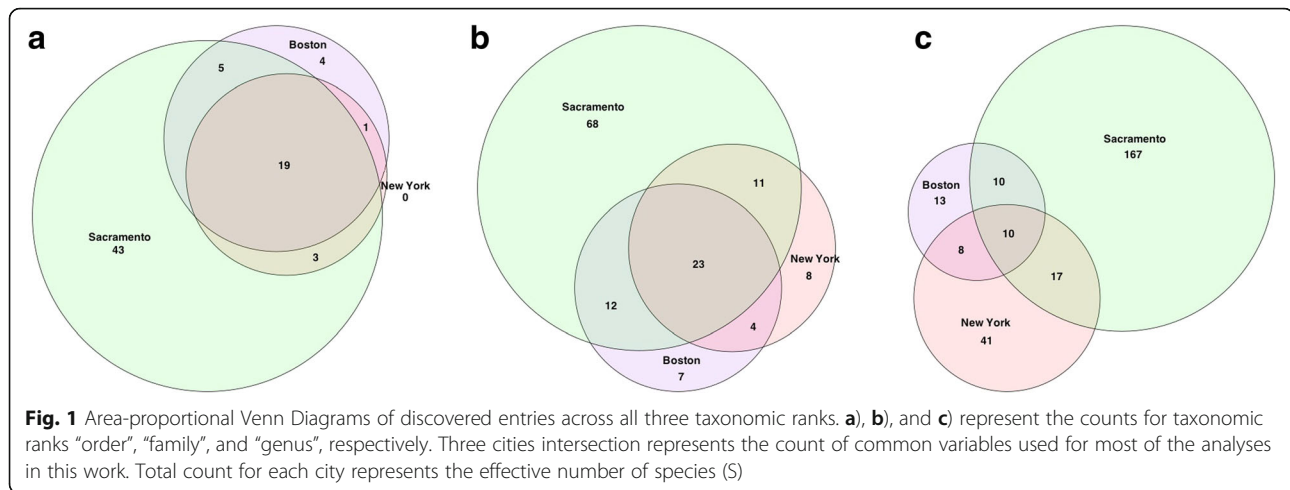 a
Boston
4
5
1
19
New York
0
Sacramento
43
3
b
Sacramento
68
11
23
New York
8
12
4
Boston
7
c
Sacramento
167
Boston
13
10
10
8
17
New York
41
Fig. 1 Area-proportional Venn Diagrams of discovered entries across all three taxonomic ranks. a), b), and c) represent the counts for taxonomic
ranks “order”, “family”, and “genus”, respectively. Three cities intersection represents the count of common variables used for most of the analyses
in this work. Total count for each city represents the effective number of species (S)